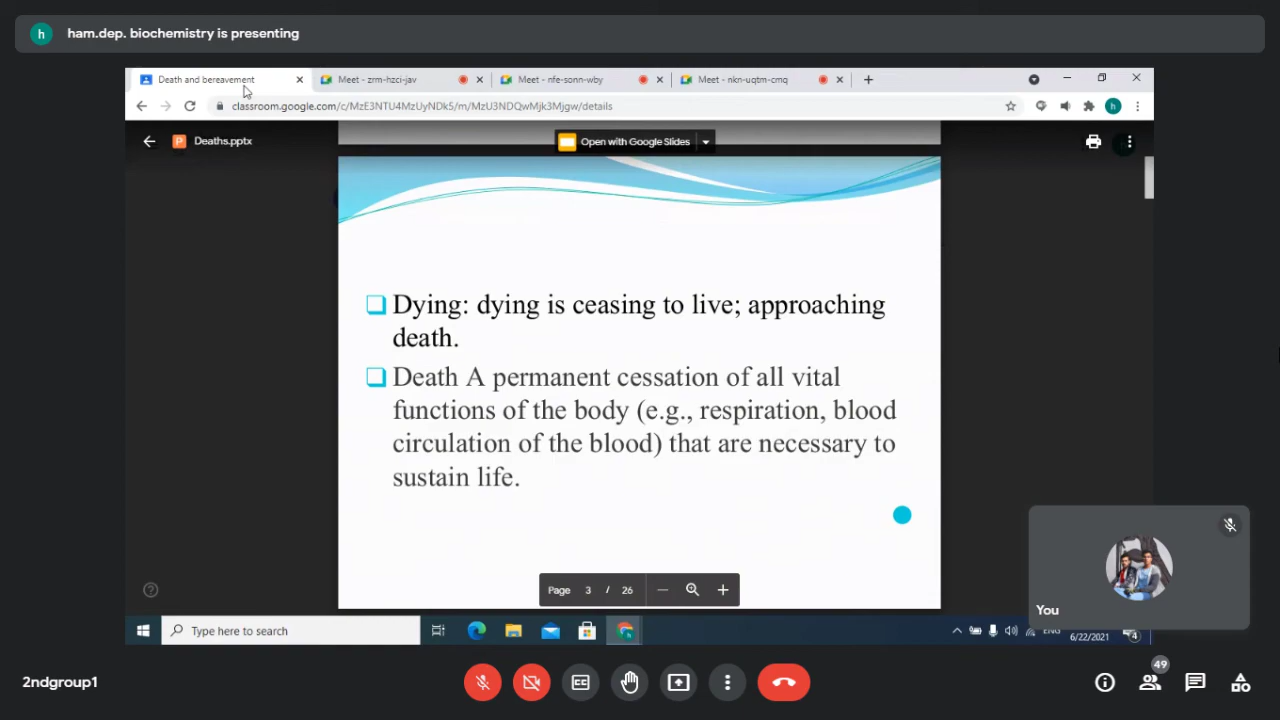 h ham.dep. biochemistry is presenting
Death and bereavement
Meet - zrm-hzci-jav
Meet - nfe-sonn-wby
Meet - nkn-uqtm-cmq
classroom.google.com/c/MzE3NTU4MzUyNDk5/m/MzU3NDQwMjk3Mjgw/details
h
P Deaths.pptx
Open with Google Slides
Dying: dying is ceasing to live; approaching
death.
Death A permanent cessation of all vital
functions of the body (e.g., respiration, blood
circulation of the blood) that are necessary to
sustain life.
Page 3 / 26
You
Type here to search
ENG
6/22/2021
4
2ndgroup1
CC
49